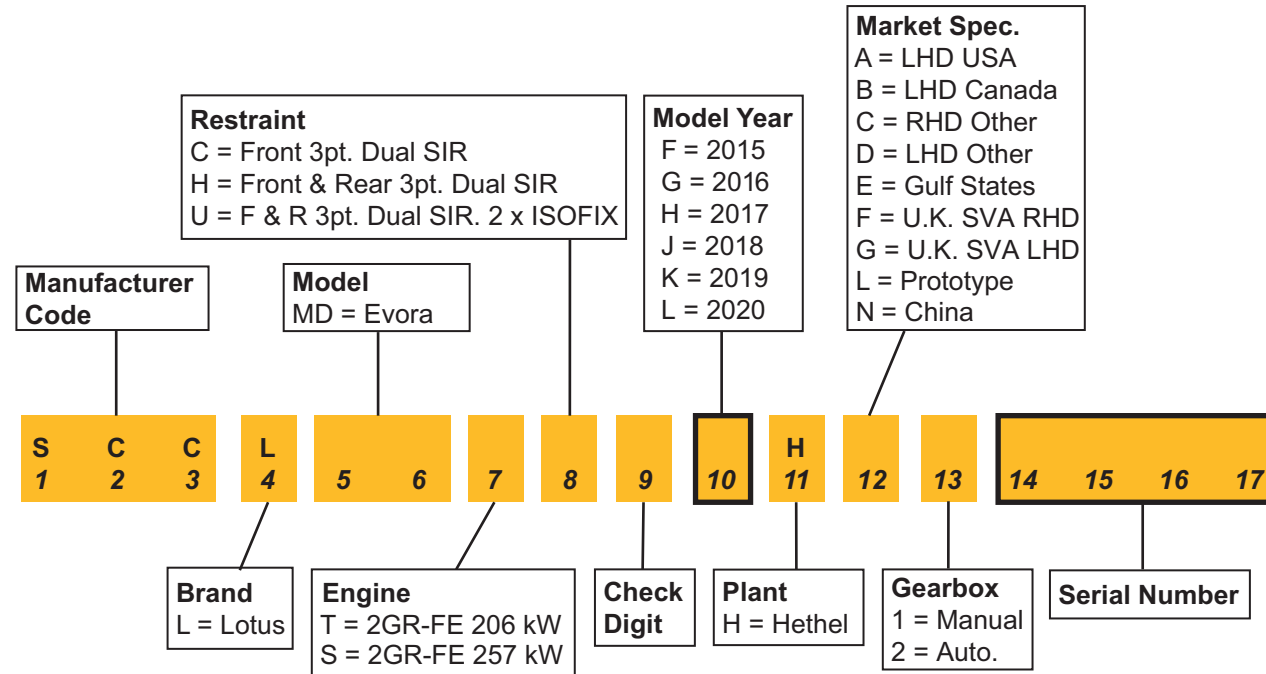 Market Spec.
A = LHD USA
B = LHD Canada
C = RHD Other
D = LHD Other
E = Gulf States
F = U.K. SVA RHD
G = U.K. SVA LHD
L = Prototype
N = China
Restraint
C = Front 3pt. Dual SIR
H = Front & Rear 3pt. Dual SIR
U = F & R 3pt. Dual SIR. 2 x ISOFIX
Model Year
F = 2015
G = 2016
H = 2017
J = 2018
K = 2019
L = 2020
Manufacturer
Code
Model
MD = Evora
S C C L H
1 2 3 4 5 6 7 8 9 10 11 12 13 14 15 16 17
Brand
L = Lotus
Engine
T = 2GR-FE 206 kW
S = 2GR-FE 257 kW
Check
Digit
Plant
H = Hethel
Gearbox
1 = Manual
2 = Auto.
Serial Number